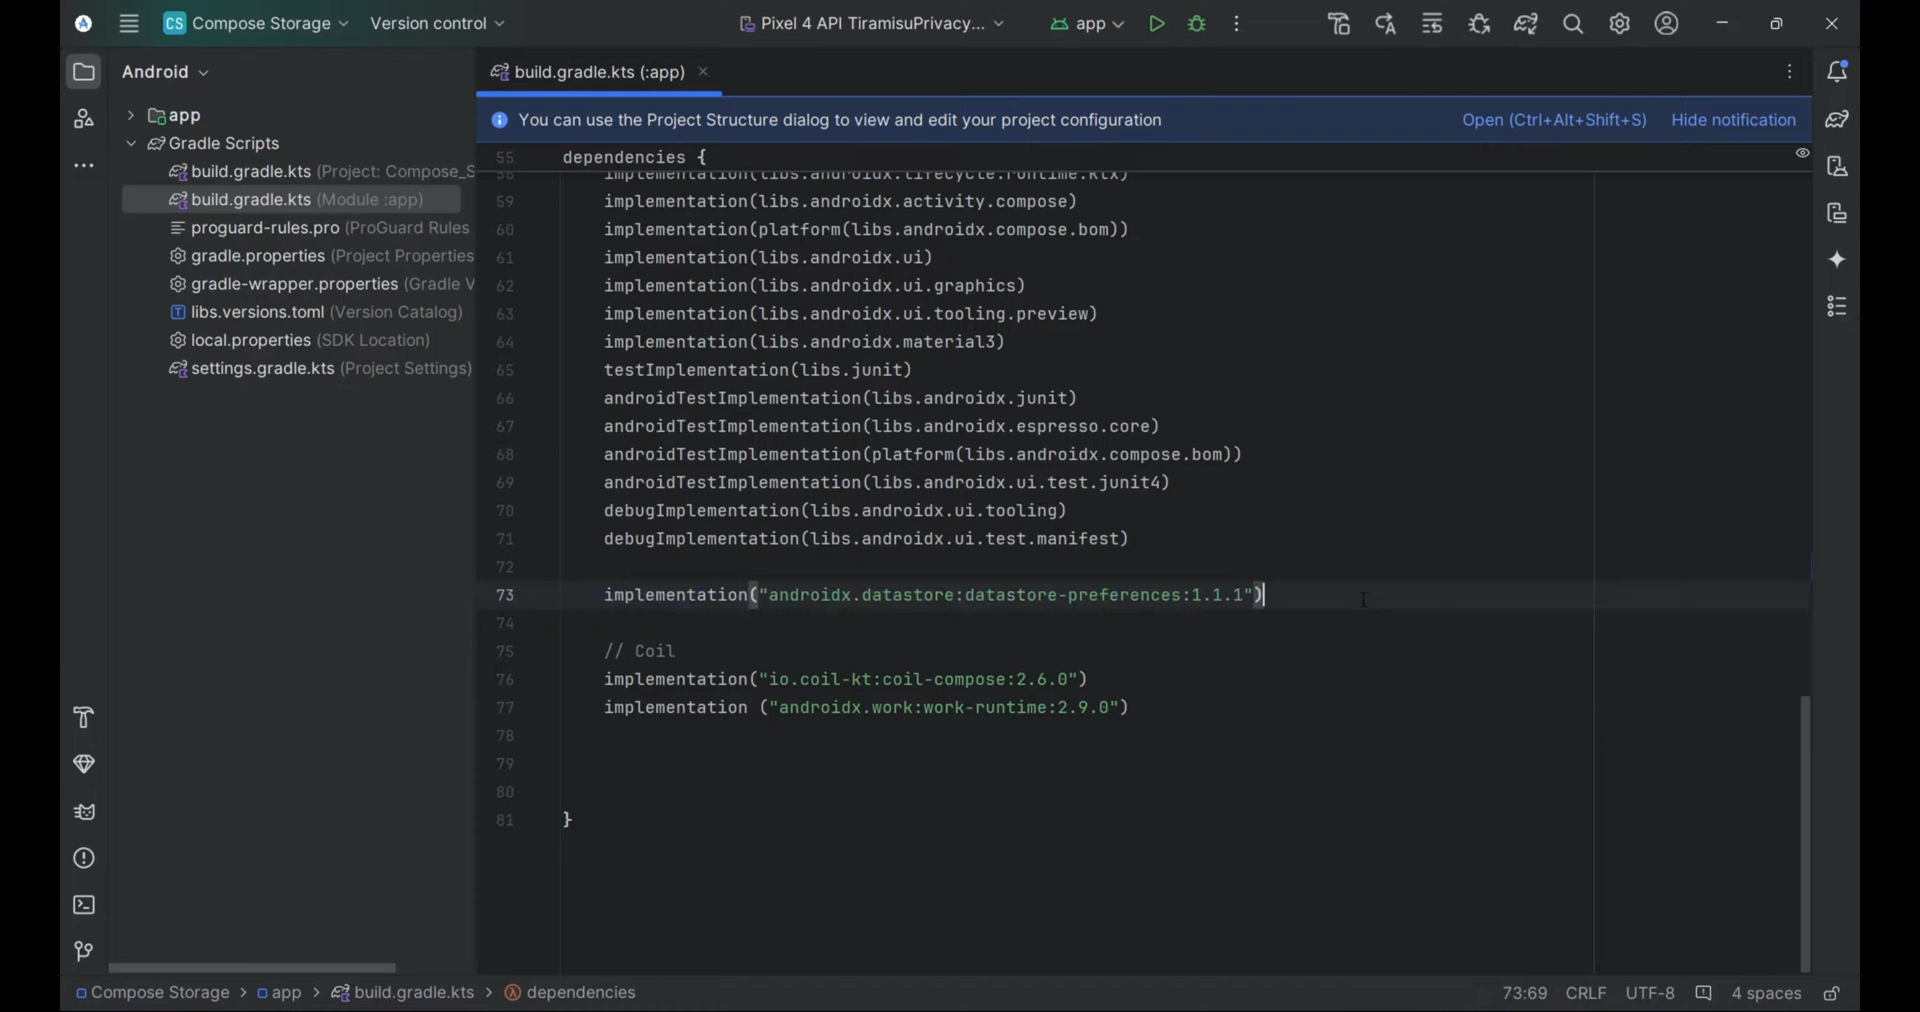 CS Compose Storage Version control Pixel 4 API TiramisuPrivacy... app
Android
app
Gradle Scripts
build.gradle.kts (Project: Compose_S
build.gradle.kts (Module :app)
proguard-rules.pro (ProGuard Rules
gradle.properties (Project Properties
gradle-wrapper.properties (Gradle V
libs.versions.toml (Version Catalog)
local.properties (SDK Location)
settings.gradle.kts (Project Settings)
build.gradle.kts (:app)
You can use the Project Structure dialog to view and edit your project configuration Open (Ctrl+Alt+Shift+S) Hide notification
55 dependencies {
58 implementation(libs.androidx.lifecycle.runtime.ktx)
59 implementation(libs.androidx.activity.compose)
60 implementation(platform(libs.androidx.compose.bom))
61 implementation(libs.androidx.ui)
62 implementation(libs.androidx.ui.graphics)
63 implementation(libs.androidx.ui.tooling.preview)
64 implementation(libs.androidx.material3)
65 testImplementation(libs.junit)
66 androidTestImplementation(libs.androidx.junit)
67 androidTestImplementation(libs.androidx.espresso.core)
68 androidTestImplementation(platform(libs.androidx.compose.bom))
69 androidTestImplementation(libs.androidx.ui.test.junit4)
70 debugImplementation(libs.androidx.ui.tooling)
71 debugImplementation(libs.androidx.ui.test.manifest)
72
73 implementation("androidx.datastore:datastore-preferences:1.1.1")
74
75 // Coil
76 implementation("io.coil-kt:coil-compose:2.6.0")
77 implementation ("androidx.work:work-runtime:2.9.0")
78
79
80
81 }
Compose Storage > app > build.gradle.kts > dependencies 73:69 CRLF UTF-8 4 spaces